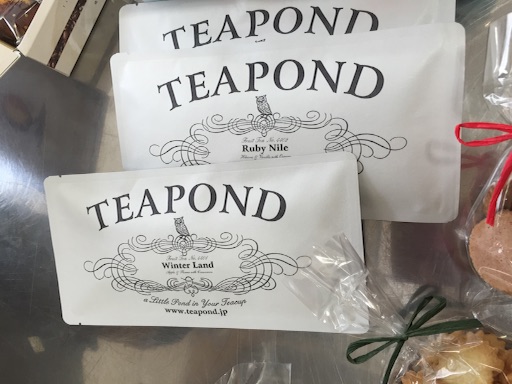 TEAPOND
TEAPOND
Ruby Nile
TEAPOND
Winter Land
a Little Pond in Your Teacup
www.teapond.jp